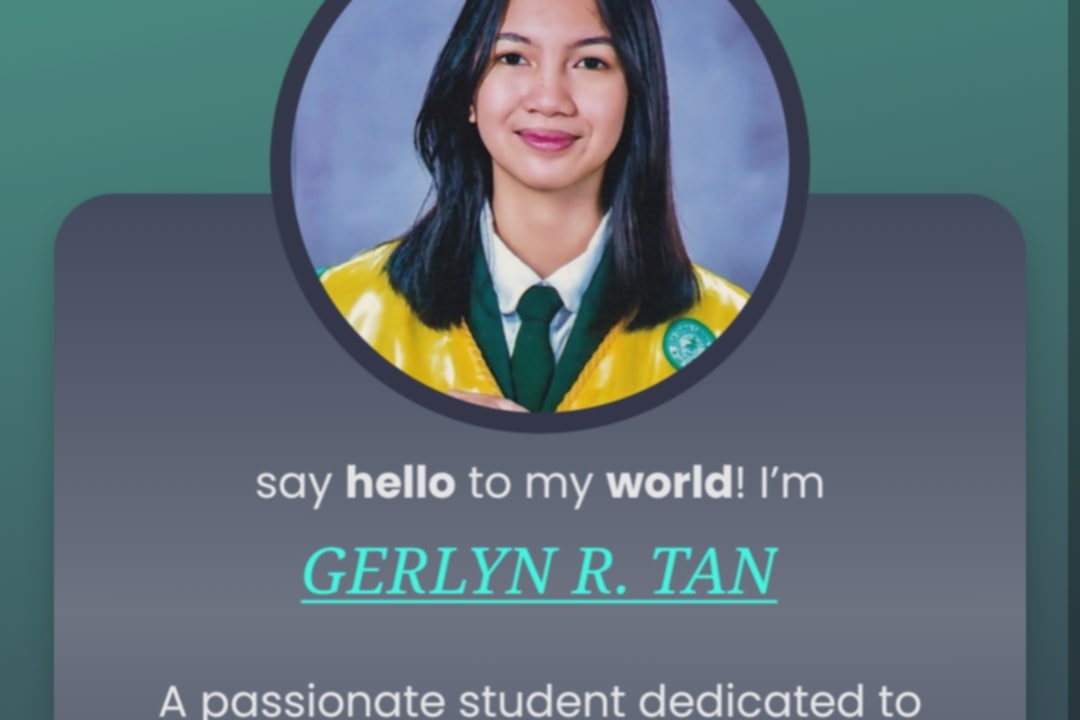 say hello to my world! I’m
GERLYN R. TAN
A passionate student dedicated to